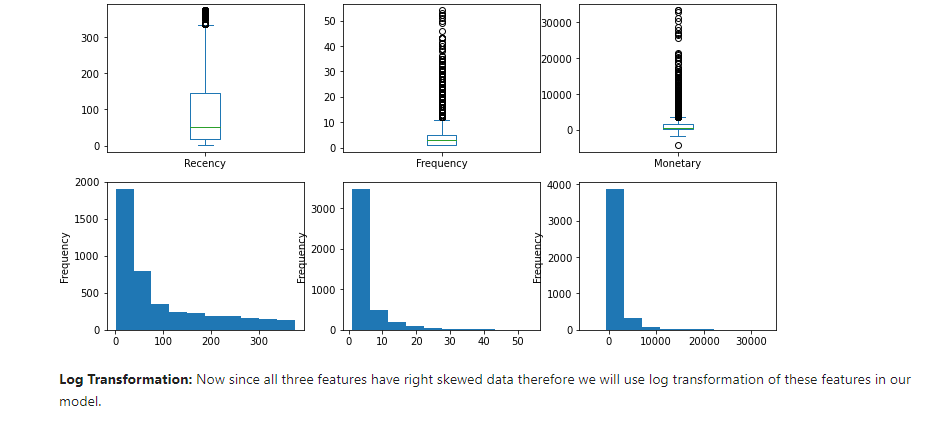 300
200
100
0
Recency
50
40
30
20
10
0
Frequency
30000
20000
10000
0
Monetary
2000
1500
1000
500
0
Frequency
0 100 200 300
3000
2000
1000
0
Frequency
0 10 20 30 40 50
4000
3000
2000
1000
0
Frequency
0 10000 20000 30000
Log Transformation: Now since all three features have right skewed data therefore we will use log transformation of these features in our
model.